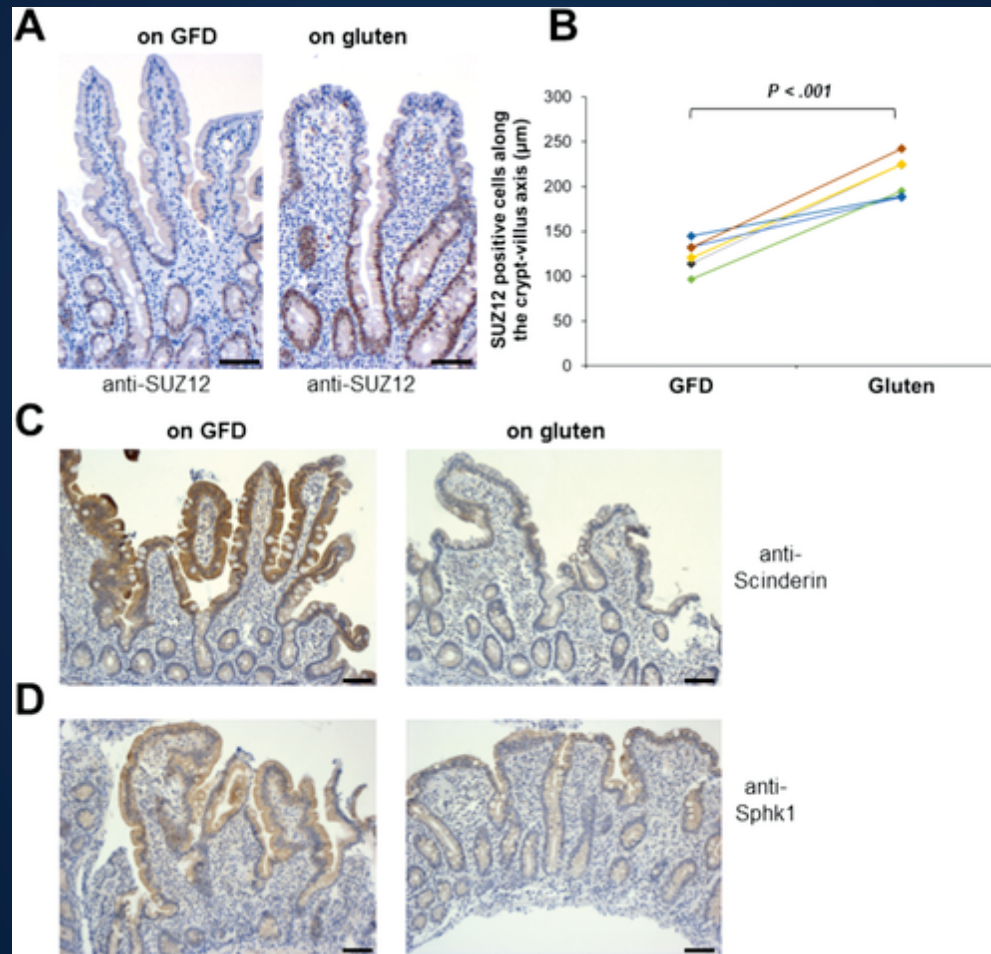 A
on GFD
on gluten
anti-SUZ12
anti-SUZ12
B
P < .001
SUZ12 positive cells along
the crypt-villus axis (µm)
300
250
200
150
100
50
0
GFD
Gluten
C
on GFD
on gluten
anti-
Scinderin
D
anti-
Sphk1